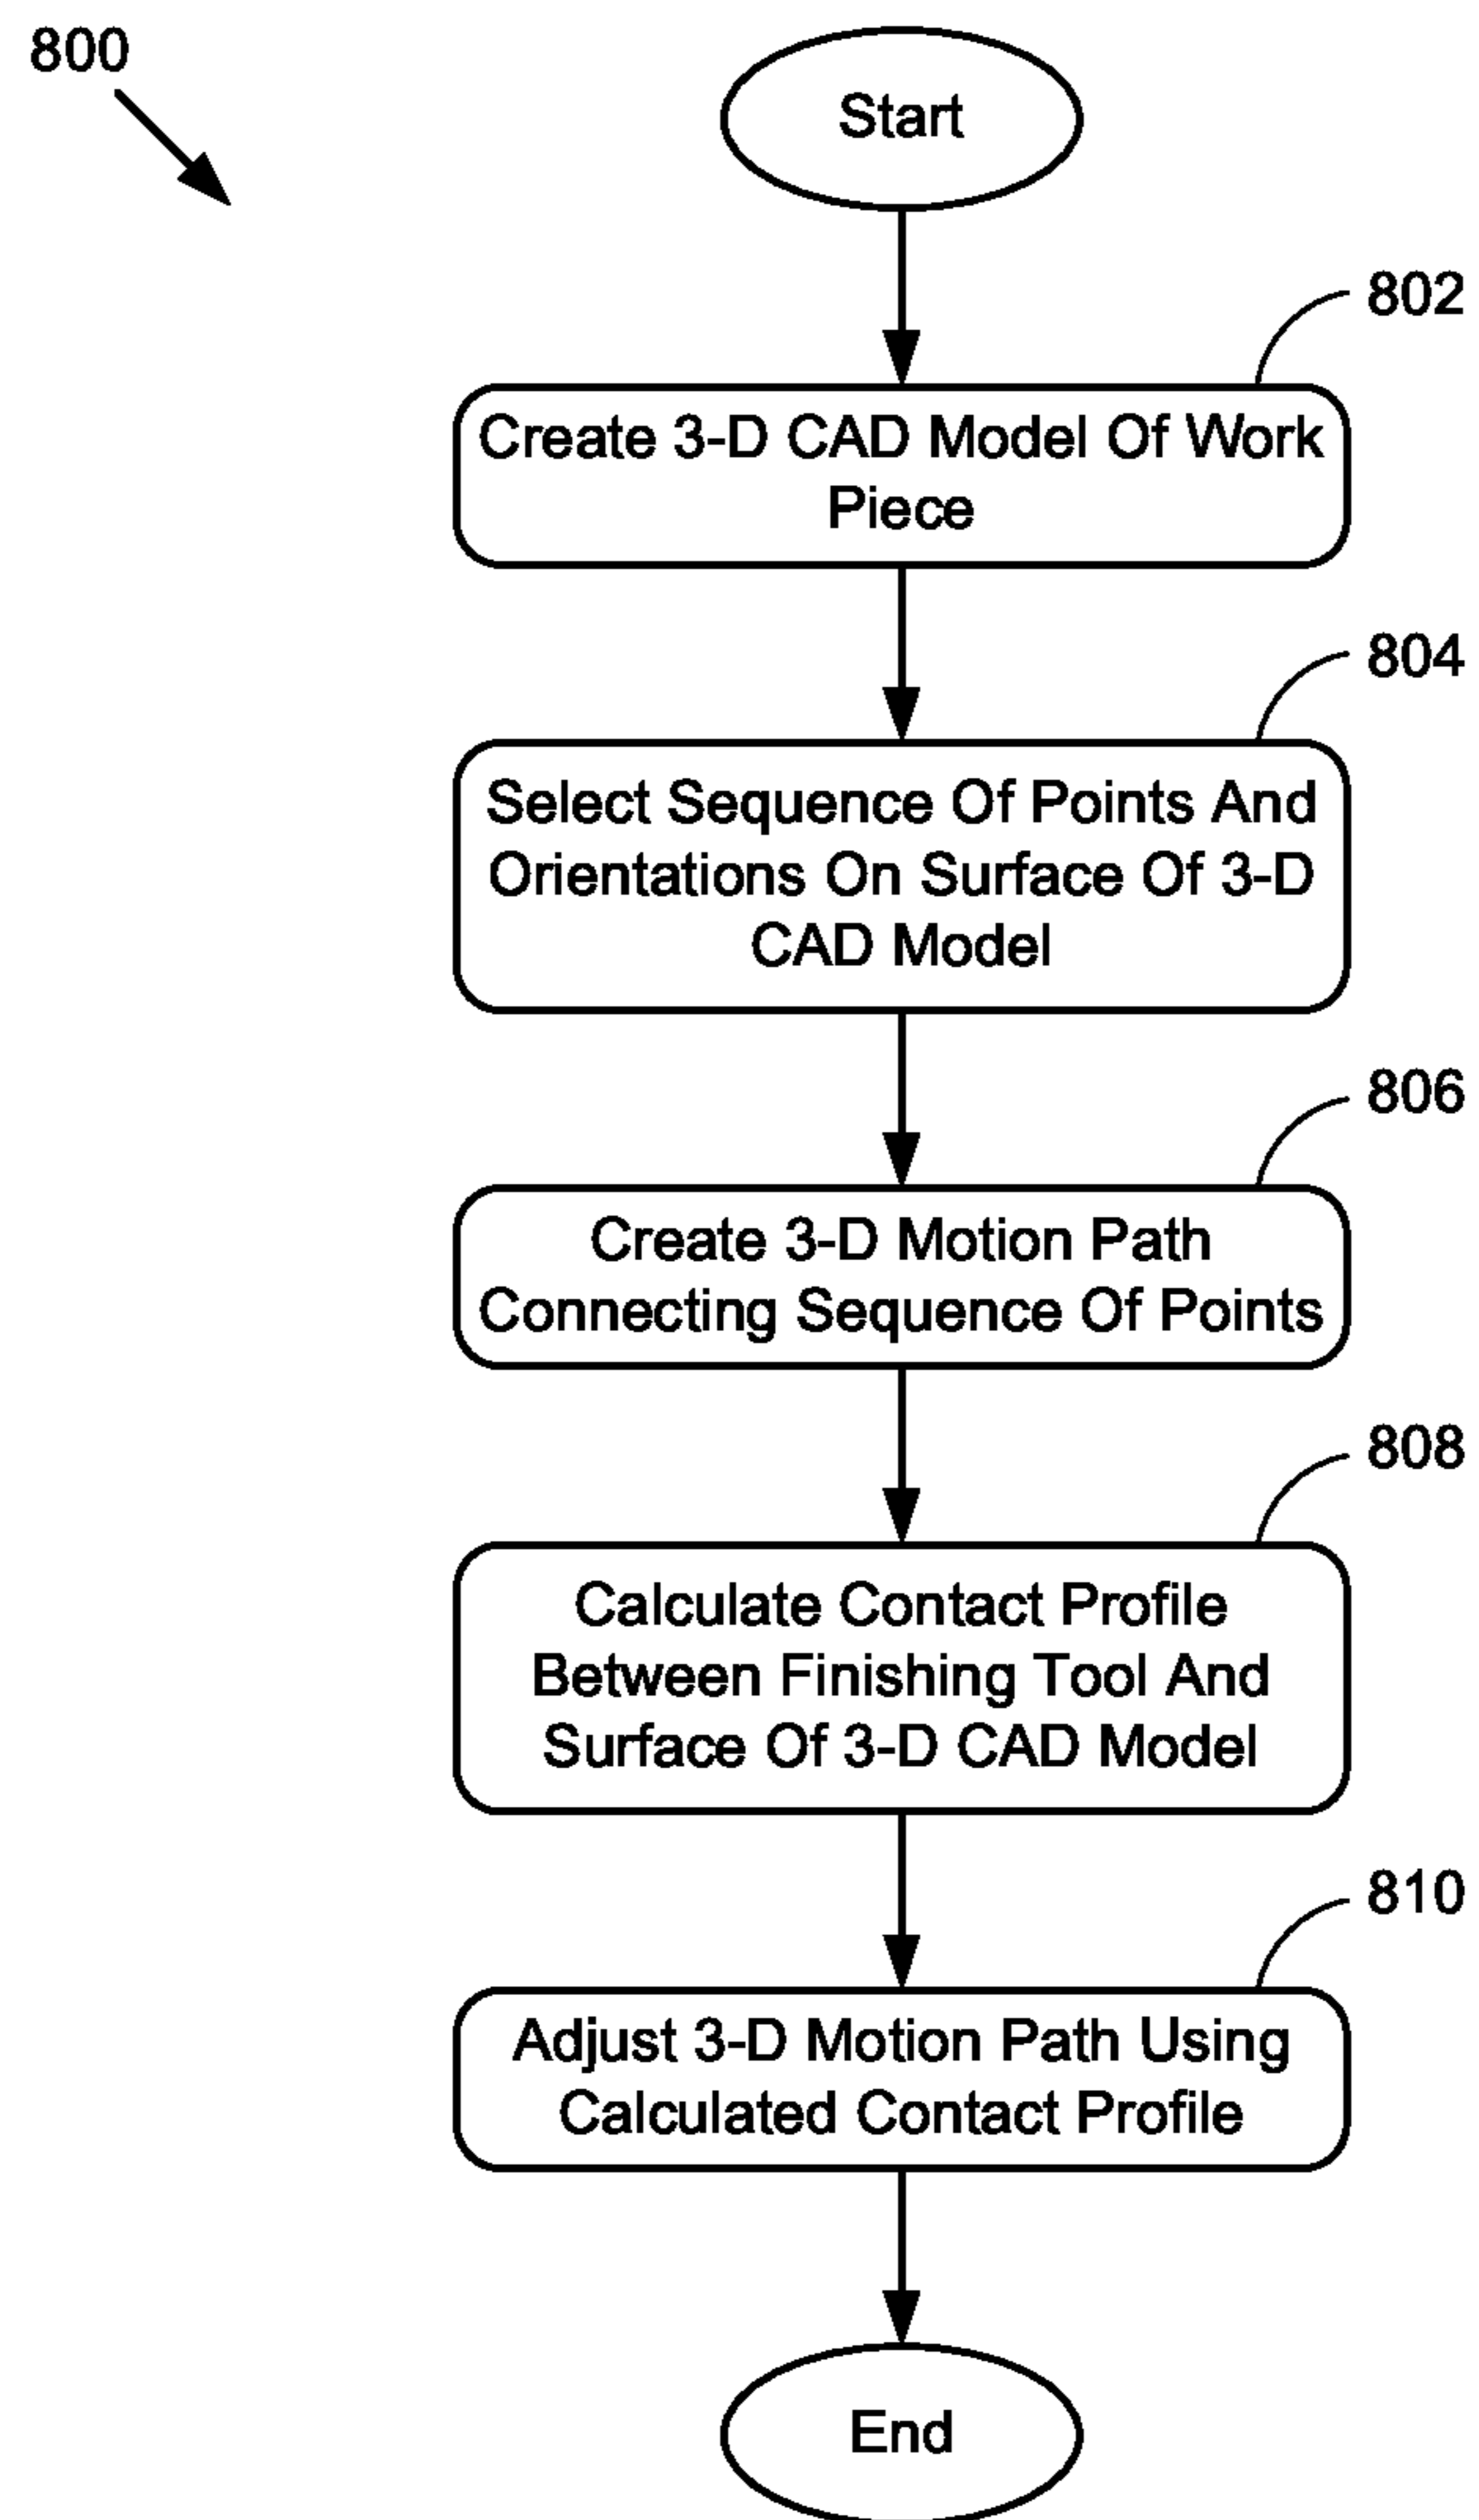 800
Start
802
Create 3-D CAD Model Of Work
Piece
804
Select Sequence Of Points And
Orientations On Surface Of 3-D
CAD Model
806
Create 3-D Motion Path
Connecting Sequence Of Points
808
Calculate Contact Profile
Between Finishing Tool And
Surface Of 3-D CAD Model
810
Adjust 3-D Motion Path Using
Calculated Contact Profile
End